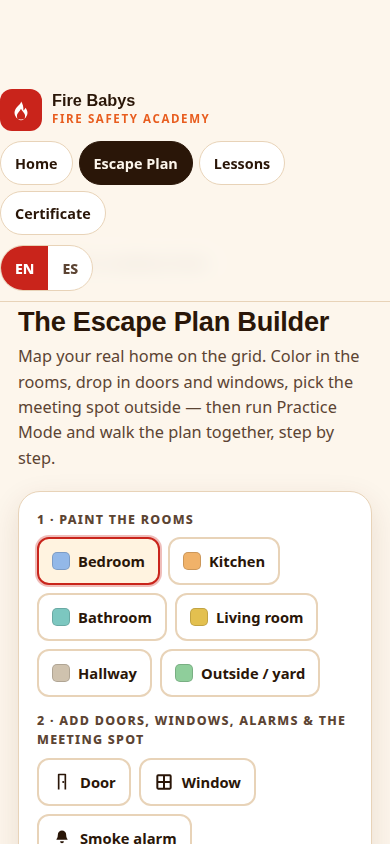 Fire Babys
FIRE SAFETY ACADEMY
Home
Escape Plan
Lessons
Certificate
EN
ES
The Escape Plan Builder
Map your real home on the grid. Color in the
rooms, drop in doors and windows, pick the
meeting spot outside — then run Practice
Mode and walk the plan together, step by
step.
1 · PAINT THE ROOMS
Bedroom
Kitchen
Bathroom
Living room
Hallway
Outside / yard
2 · ADD DOORS, WINDOWS, ALARMS & THE
MEETING SPOT
Door
Window
Smoke alarm